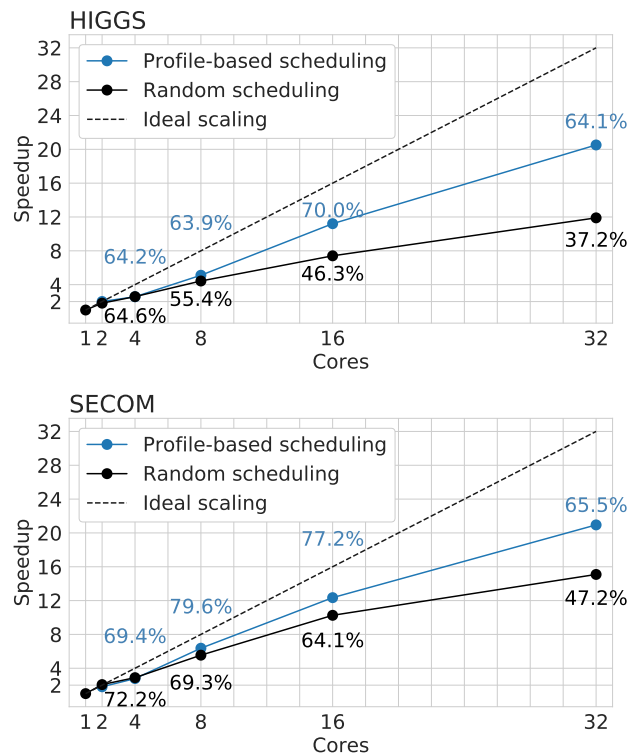 HIGGS
32
28
24
20
16
12
8
4
2
Speedup
Profile-based scheduling
Random scheduling
Ideal scaling
64.2%
63.9%
70.0%
64.1%
64.6%
55.4%
46.3%
37.2%
1 2 4 8 16 32
Cores
SECOM
32
28
24
20
16
12
8
4
2
Speedup
Profile-based scheduling
Random scheduling
Ideal scaling
69.4%
79.6%
77.2%
65.5%
72.2%
69.3%
64.1%
47.2%
1 2 4 8 16 32
Cores